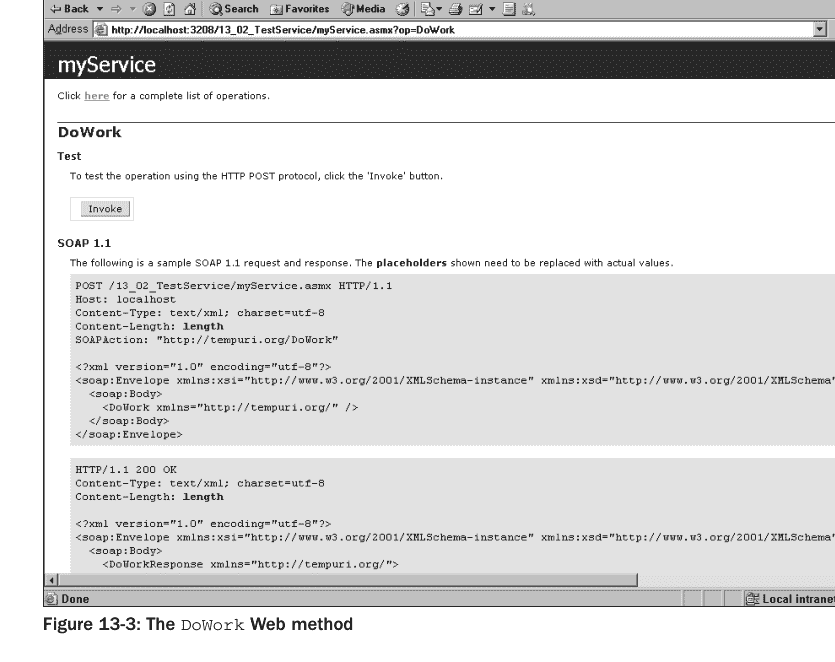 Back Search Favorites Media
Address http://localhost:3208/13_02_TestService/myService.asmx?op=DoWork
myService
Click here for a complete list of operations.
DoWork
Test
To test the operation using the HTTP POST protocol, click the 'Invoke' button.
Invoke
SOAP 1.1
The following is a sample SOAP 1.1 request and response. The placeholders shown need to be replaced with actual values.
POST /13_02_TestService/myService.asmx HTTP/1.1
Host: localhost
Content-Type: text/xml; charset=utf-8
Content-Length: length
SOAPAction: "http://tempuri.org/DoWork"
<?xml version="1.0" encoding="utf-8"?>
<soap:Envelope xmlns:xsi="http://www.w3.org/2001/XMLSchema-instance" xmlns:xsd="http://www.w3.org/2001/XMLSchema"
<soap:Body>
<DoWork xmlns="http://tempuri.org/" />
</soap:Body>
</soap:Envelope>
HTTP/1.1 200 OK
Content-Type: text/xml; charset=utf-8
Content-Length: length
<?xml version="1.0" encoding="utf-8"?>
<soap:Envelope xmlns:xsi="http://www.w3.org/2001/XMLSchema-instance" xmlns:xsd="http://www.w3.org/2001/XMLSchema"
<soap:Body>
<DoWorkResponse xmlns="http://tempuri.org/">
Done Local intranet
Figure 13-3: The DoWork Web method